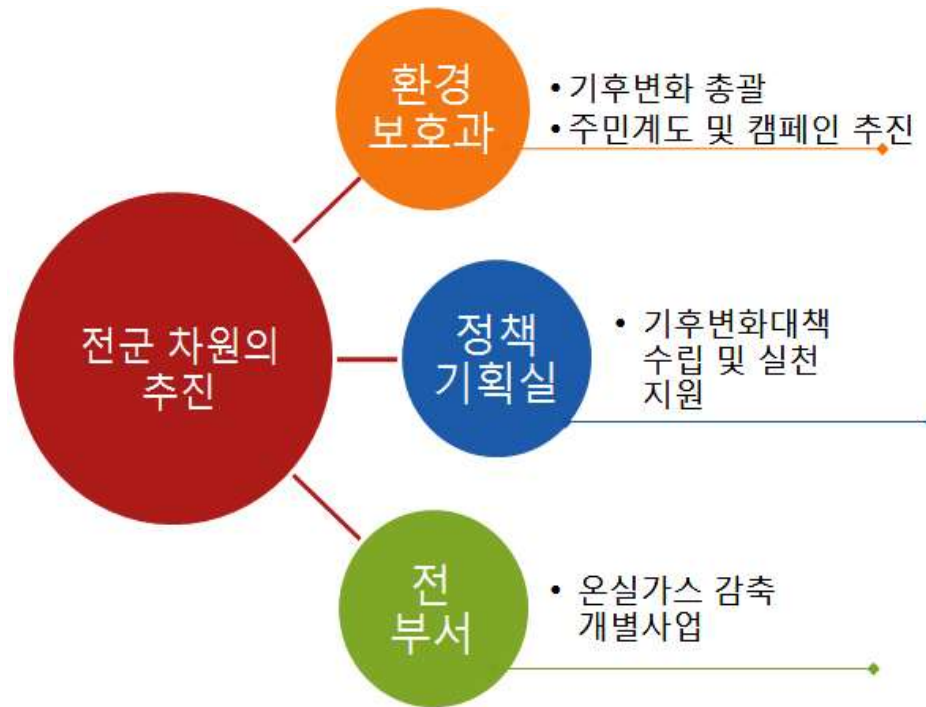 환경
보호과
• 기후변화 총괄
• 주민계도 및 캠페인 추진
전군 차원의
추진
정책
기획실
• 기후변화대책
수립 및 실천
지원
전
부서
• 온실가스 감축
개별사업